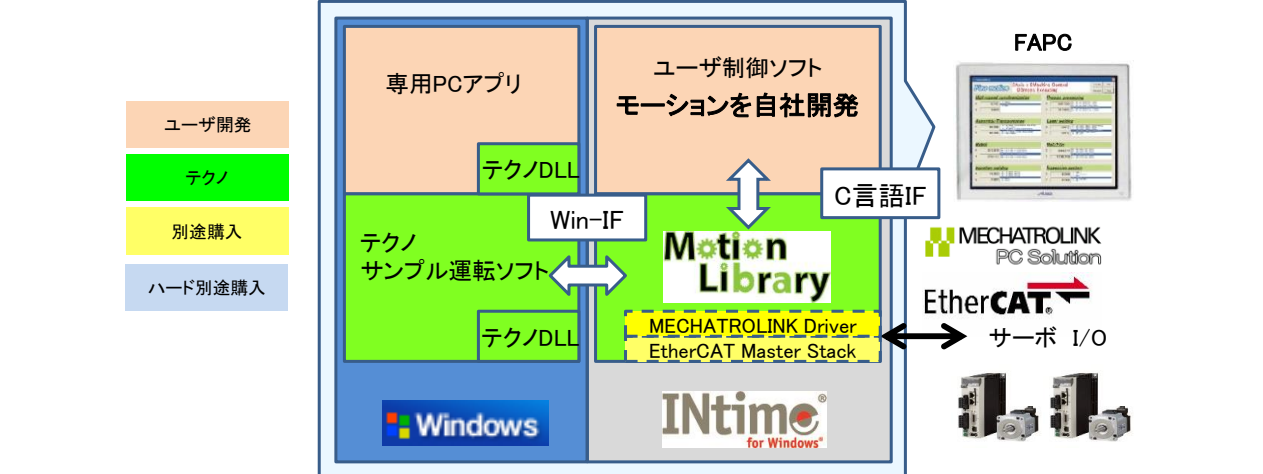 ユーザ開発
テクノ
別途購入
ハード別途購入
専用PCアプリ
テクノDLL
ユーザ制御ソフト
モーションを自社開発
Win-IF
C言語IF
テクノ
サンプル運転ソフト
テクノDLL
Motion
Library
MECHATROLINK Driver
EtherCAT Master Stack
Windows
INtime®
for Windows®
FAPC
MECHATROLINK
PC Solution
EtherCAT®
サーボ I/O